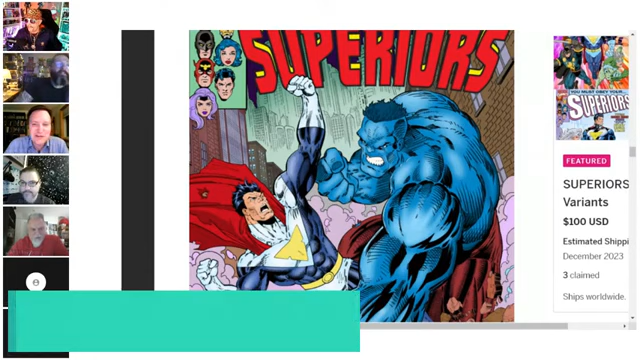 SUPERIORS
YOU MUST OBEY YOUR...
SUPERIORS
FEATURED
SUPERIORS
Variants
$100 USD
Estimated Shippi
December 2023
3 claimed
Ships worldwide.